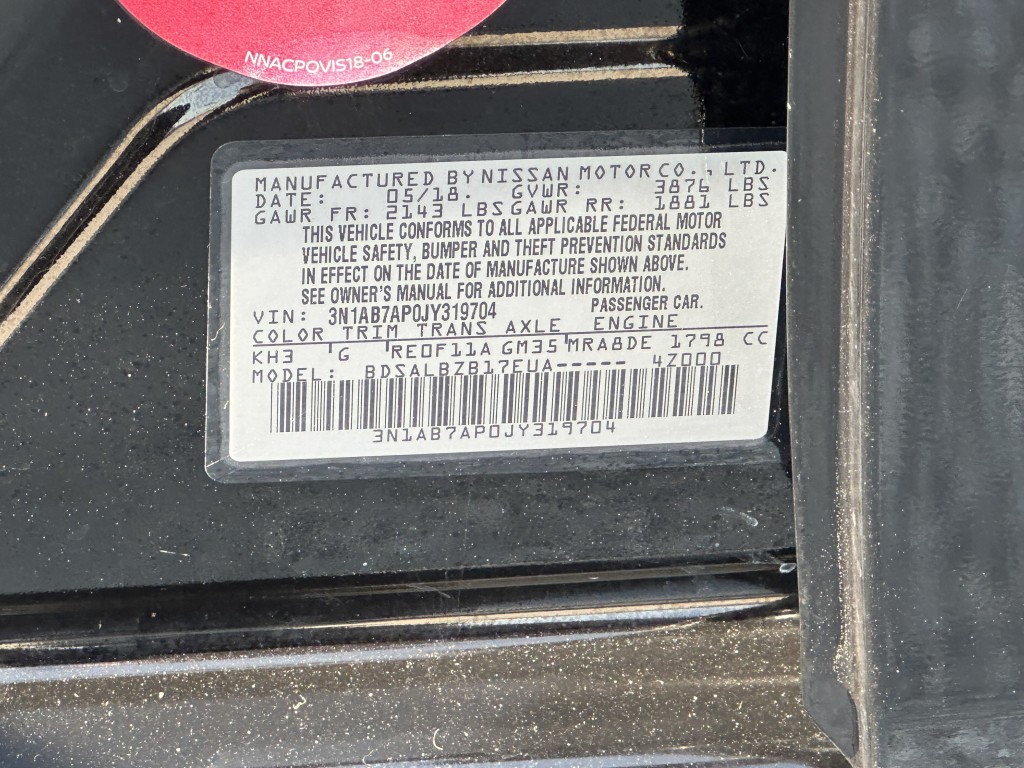 NNACPOVIS18-06
MANUFACTURED BY NISSAN MOTOR CO., LTD.
DATE: 05/18. GVWR: 3876 LBS
GAWR FR: 2143 LBS GAWR RR: 1881 LBS
THIS VEHICLE CONFORMS TO ALL APPLICABLE FEDERAL MOTOR
VEHICLE SAFETY, BUMPER AND THEFT PREVENTION STANDARDS
IN EFFECT ON THE DATE OF MANUFACTURE SHOWN ABOVE.
SEE OWNER'S MANUAL FOR ADDITIONAL INFORMATION.
VIN: 3N1AB7AP0JY319704 PASSENGER CAR.
COLOR TRIM TRANS AXLE ENGINE
KH3 G RE0F11A GM35 MRA8DE 1798 CC
MODEL: BDSALBZB17EUA----- 4Z000
3N1AB7AP0JY319704